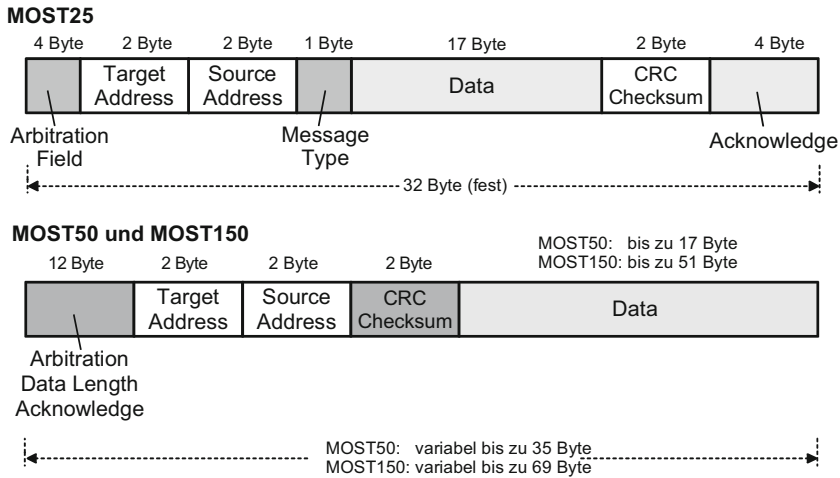 MOST25
4 Byte 2 Byte 2 Byte 1 Byte 17 Byte 2 Byte 4 Byte
Target Address
Source Address
Data
CRC Checksum
Arbitration Field
Message Type
Acknowledge
32 Byte (fest)
MOST50 und MOST150
MOST50: bis zu 17 Byte
MOST150: bis zu 51 Byte
12 Byte 2 Byte 2 Byte 2 Byte
Target Address
Source Address
CRC Checksum
Data
Arbitration
Data Length
Acknowledge
MOST50: variabel bis zu 35 Byte
MOST150: variabel bis zu 69 Byte